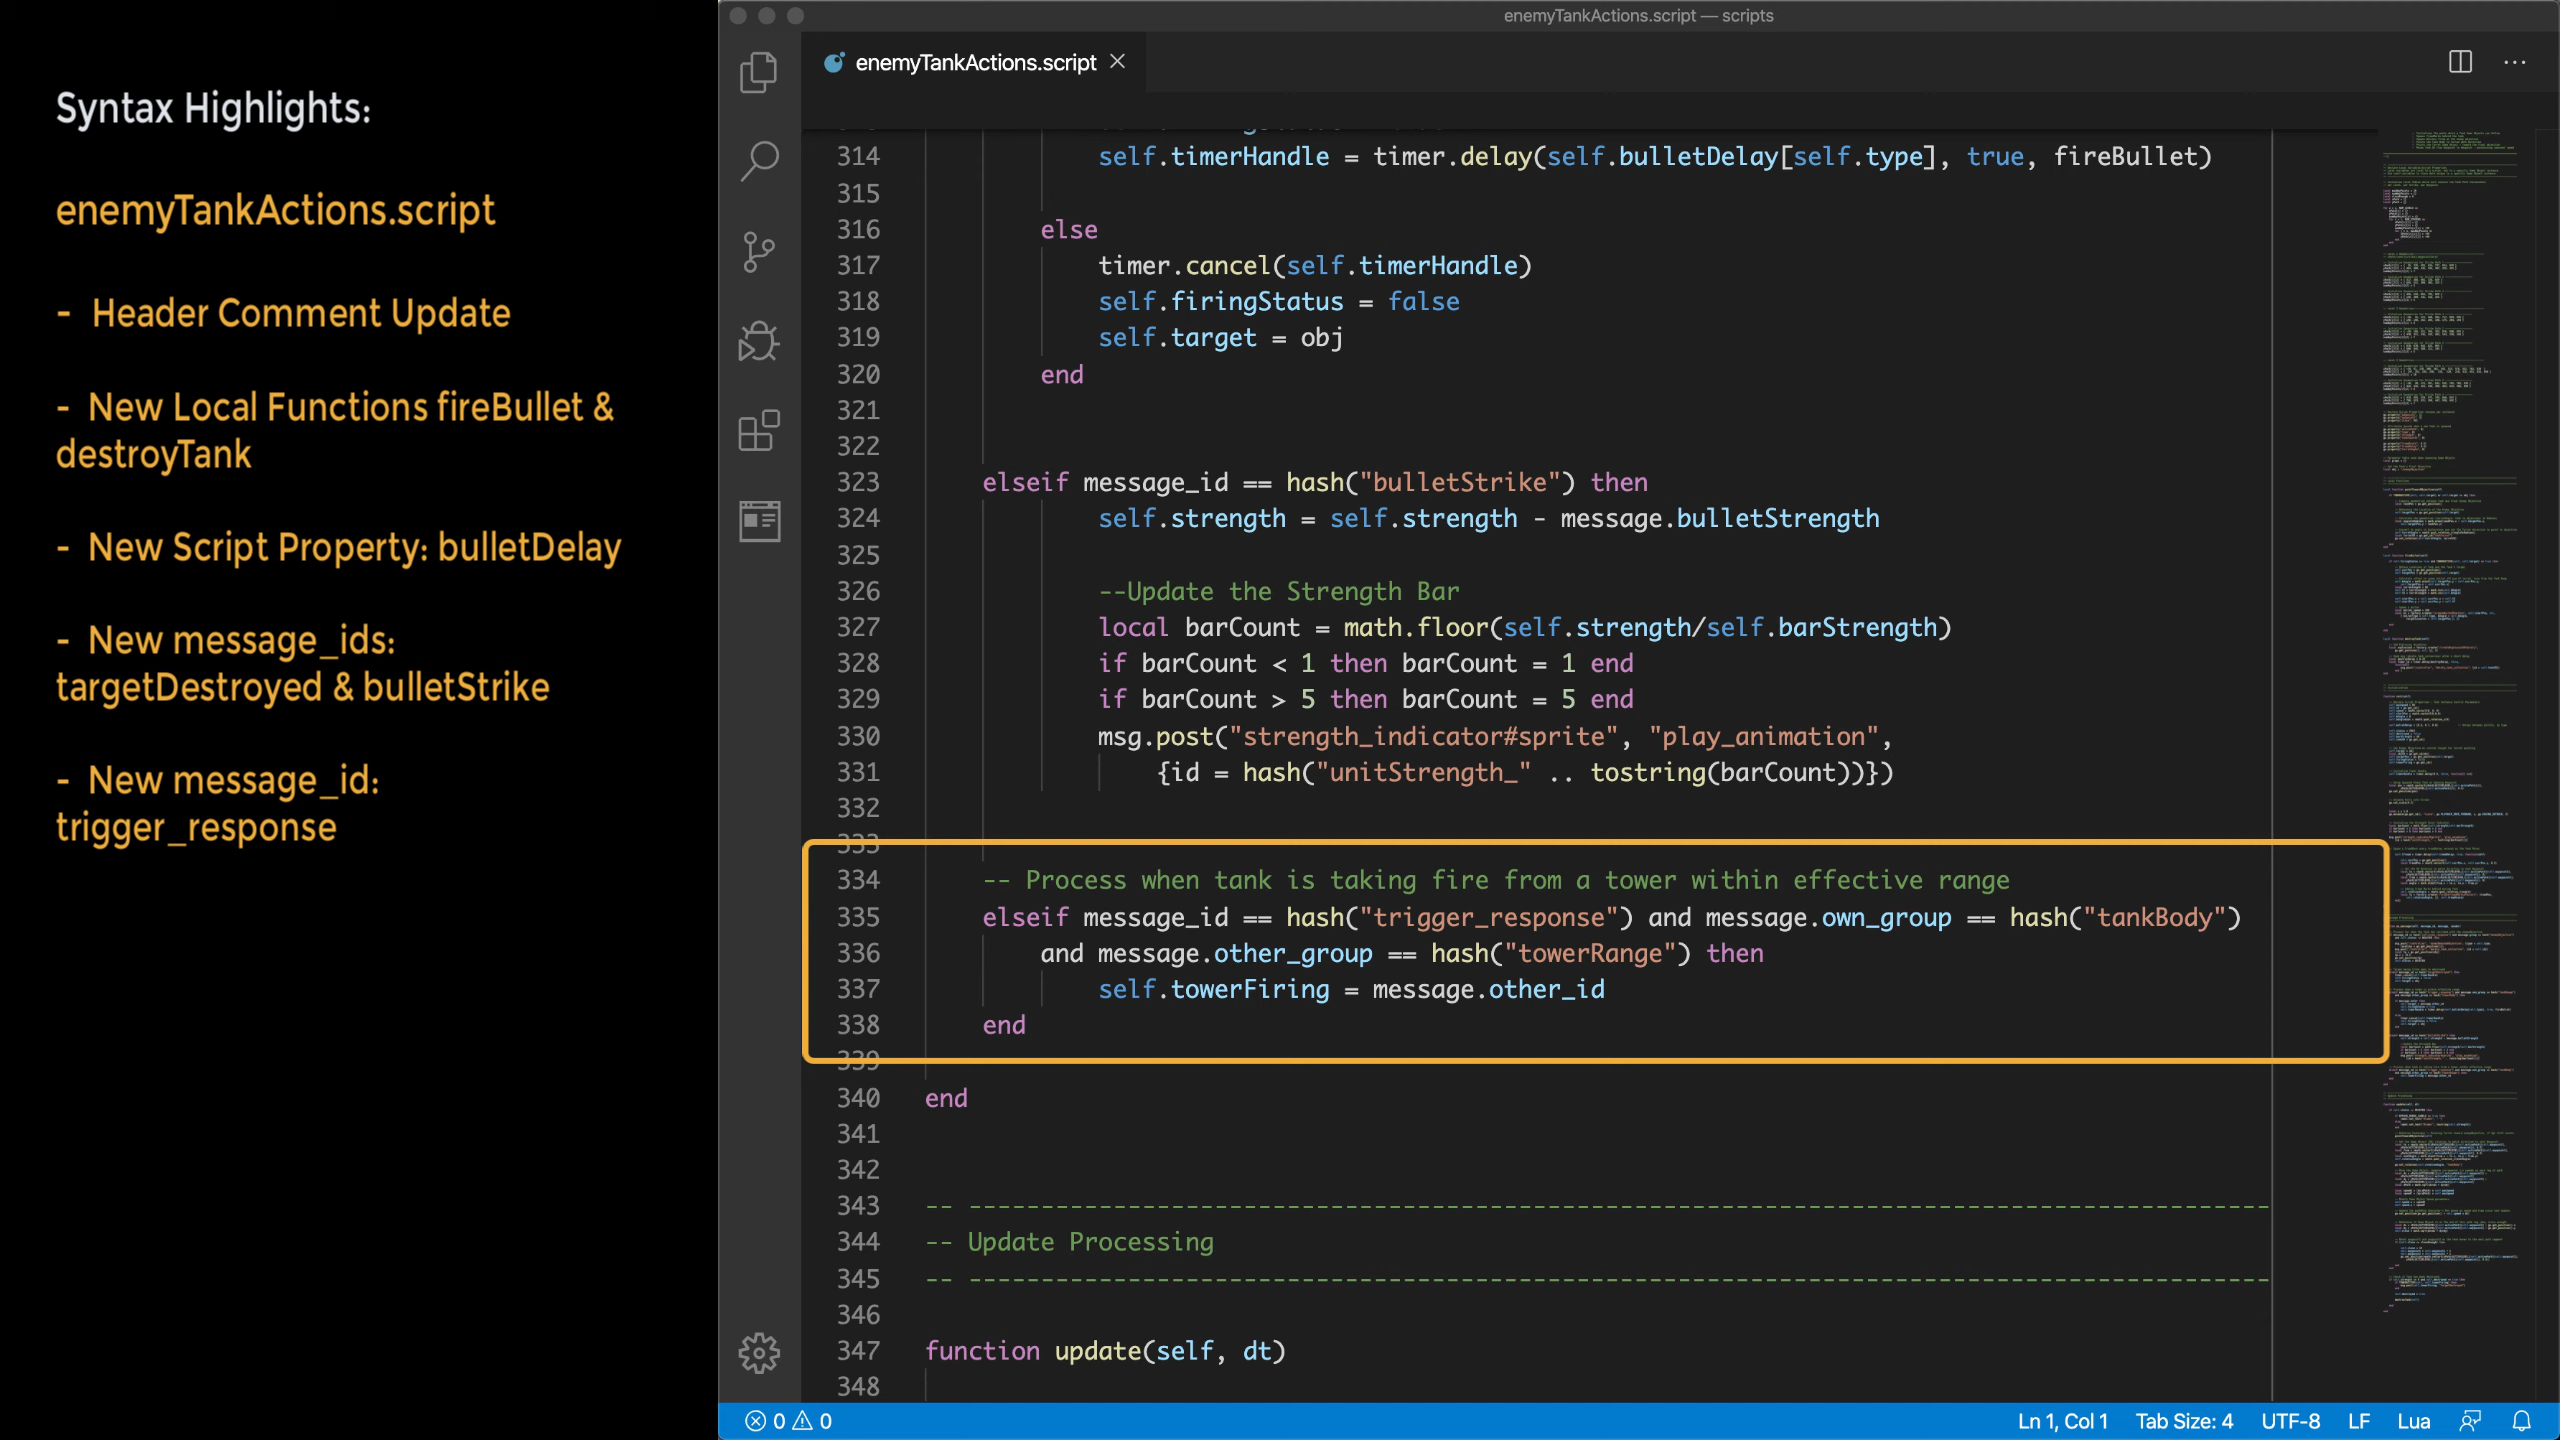 Syntax Highlights:
enemyTankActions.script
- Header Comment Update
- New Local Functions fireBullet &
destroyTank
- New Script Property: bulletDelay
- New message_ids:
targetDestroyed & bulletStrike
- New message_id:
trigger_response
enemyTankActions.script — scripts
enemyTankActions.script
314 self.timerHandle = timer.delay(self.bulletDelay[self.type], true, fireBullet)
315
316 else
317 timer.cancel(self.timerHandle)
318 self.firingStatus = false
319 self.target = obj
320 end
321
322
323 elseif message_id == hash("bulletStrike") then
324 self.strength = self.strength - message.bulletStrength
325
326 --Update the Strength Bar
327 local barCount = math.floor(self.strength/self.barStrength)
328 if barCount < 1 then barCount = 1 end
329 if barCount > 5 then barCount = 5 end
330 msg.post("strength_indicator#sprite", "play_animation",
331 {id = hash("unitStrength_" .. tostring(barCount))})
332
333
334 -- Process when tank is taking fire from a tower within effective range
335 elseif message_id == hash("trigger_response") and message.own_group == hash("tankBody")
336 and message.other_group == hash("towerRange") then
337 self.towerFiring = message.other_id
338 end
339
340 end
341
342
343 -- ------------------------------------------------------------------------------------------
344 -- Update Processing
345 -- ------------------------------------------------------------------------------------------
346
347 function update(self, dt)
348
0 0
Ln 1, Col 1 Tab Size: 4 UTF-8 LF Lua